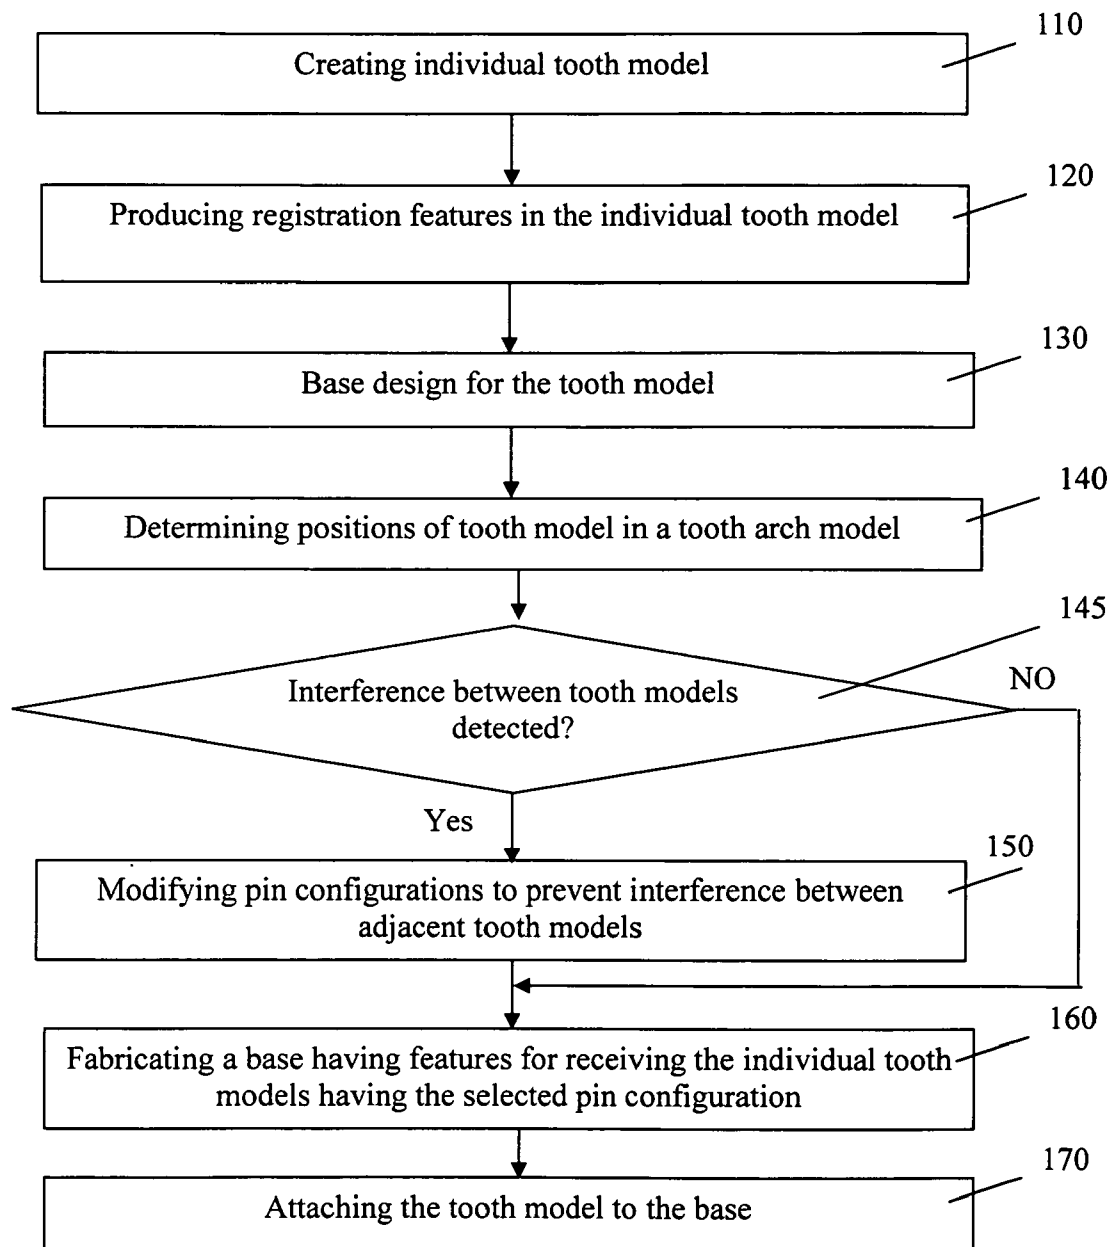 110
Creating individual tooth model
120
Producing registration features in the individual tooth model
130
Base design for the tooth model
140
Determining positions of tooth model in a tooth arch model
145
Interference between tooth models
detected?
NO
Yes
150
Modifying pin configurations to prevent interference between
adjacent tooth models
160
Fabricating a base having features for receiving the individual tooth
models having the selected pin configuration
170
Attaching the tooth model to the base